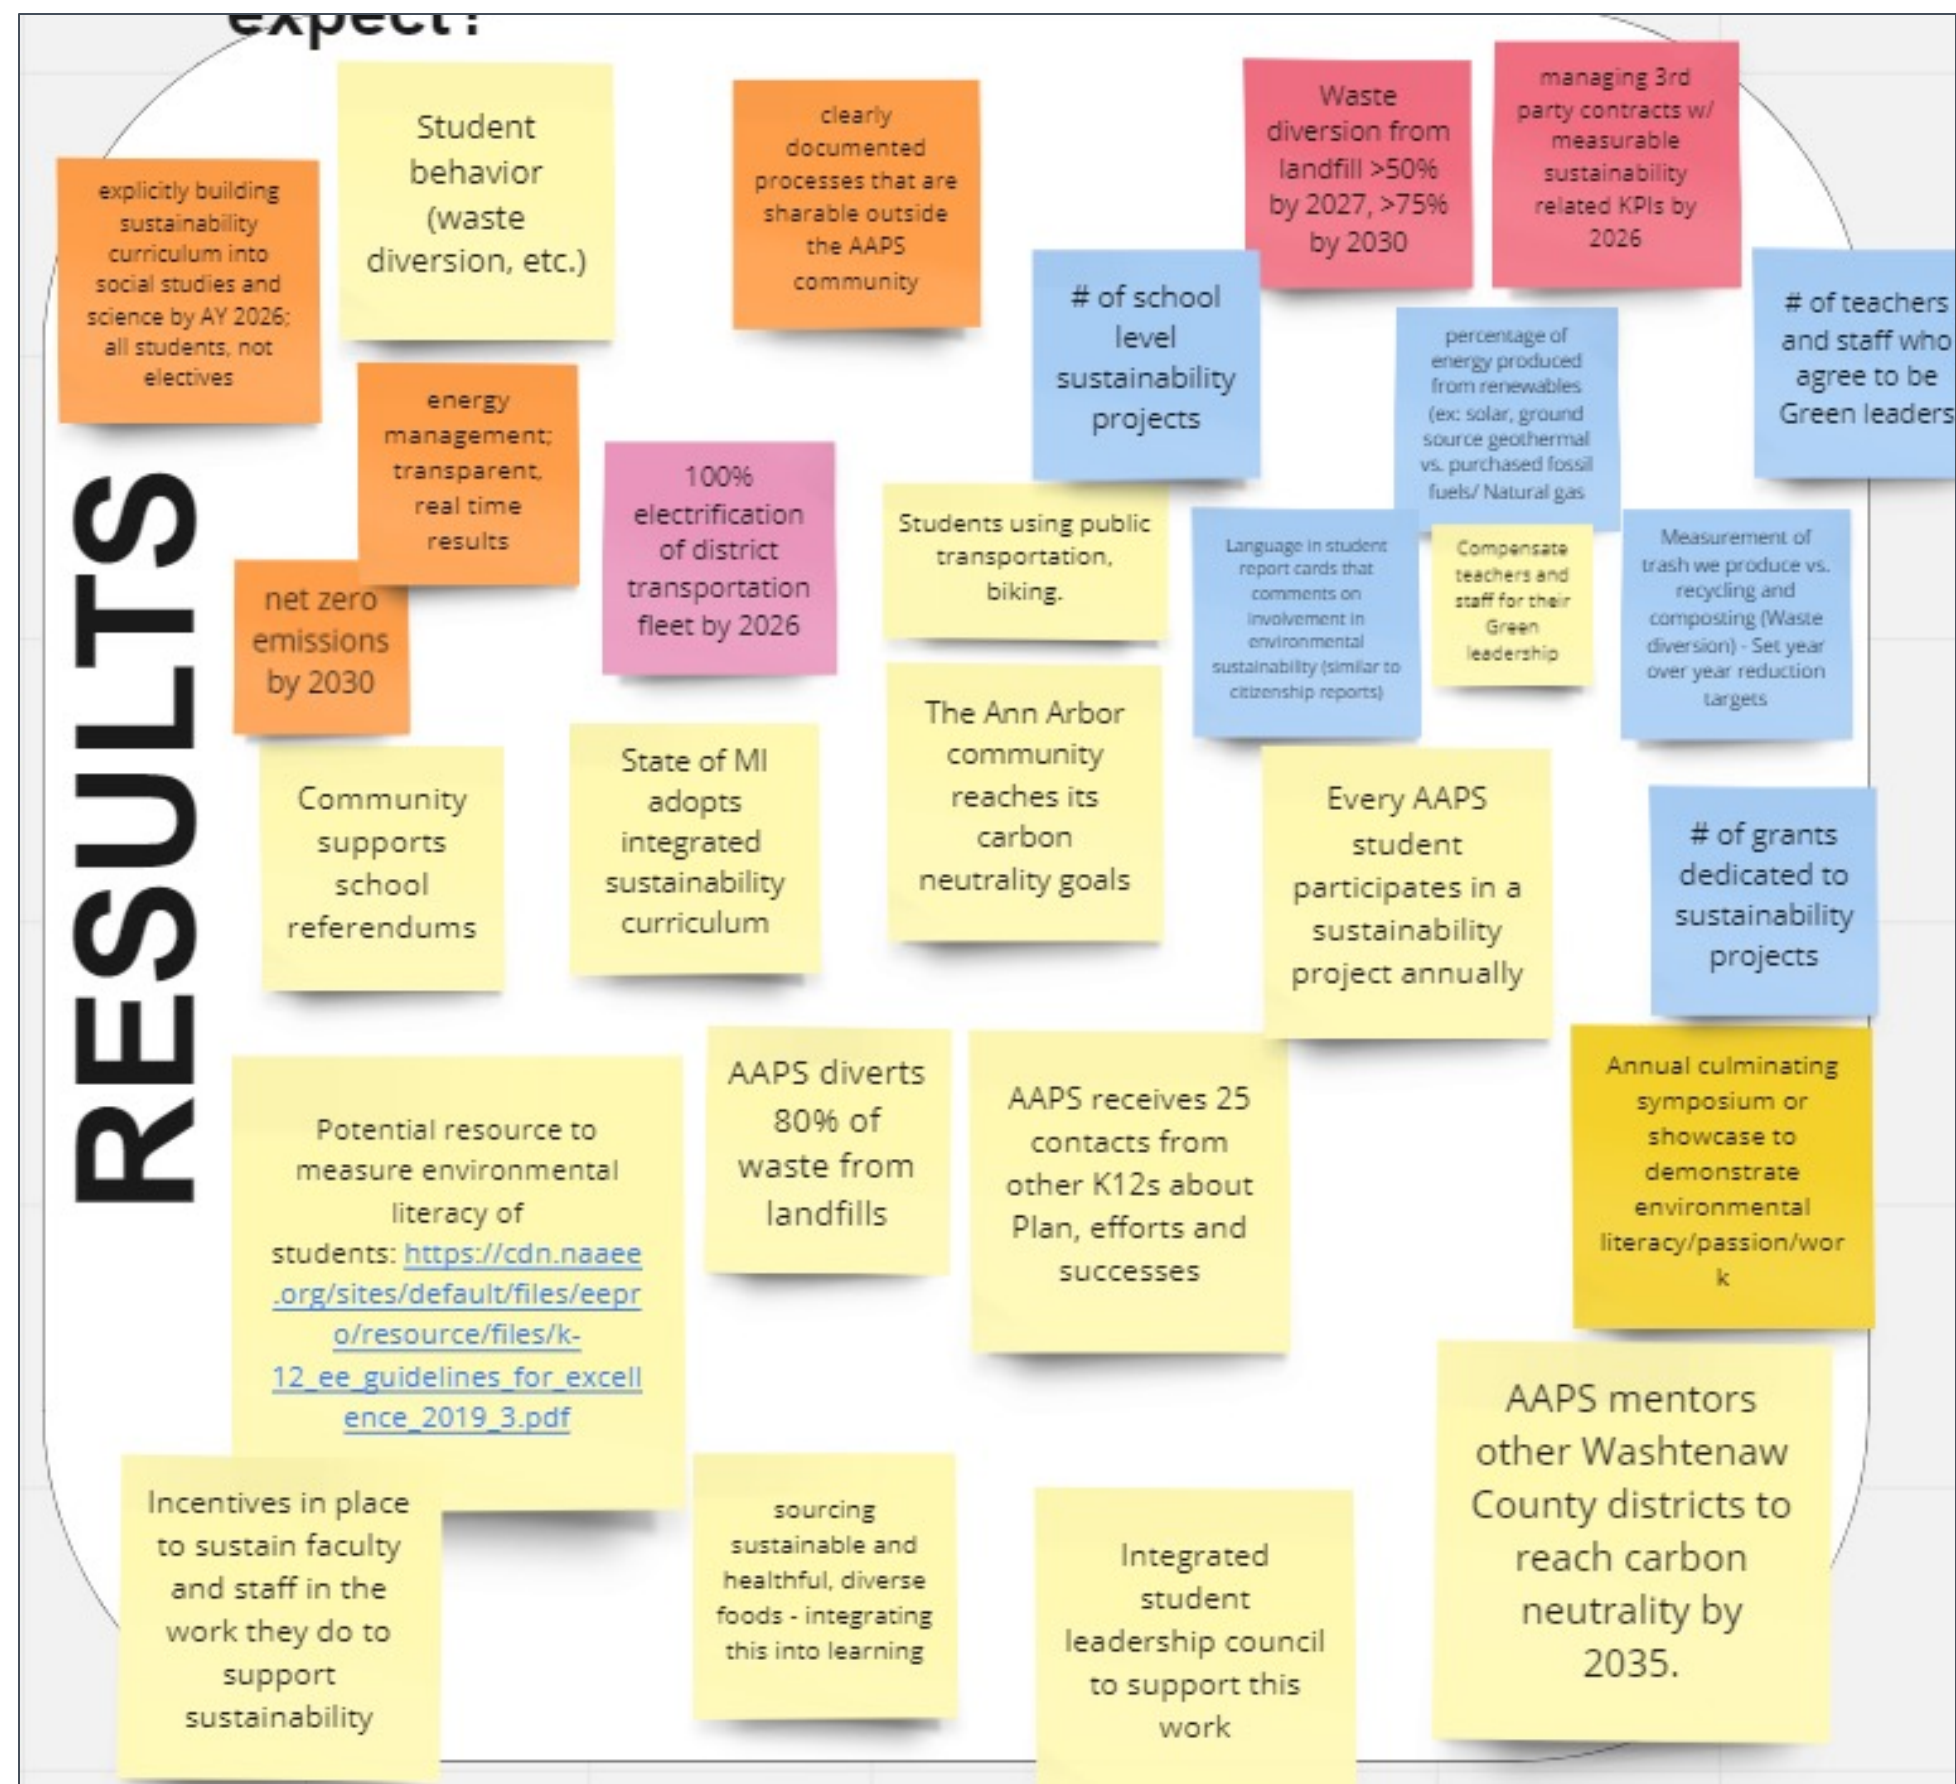 expect?
RESULTS
explicitly building
sustainability
curriculum into
social studies and
science by AY 2026;
all students, not
electives
Student
behavior
(waste
diversion, etc.)
clearly
documented
processes that are
sharable outside
the AAPS
community
Waste
diversion from
landfill >50%
by 2027, >75%
by 2030
managing 3rd
party contracts w/
measurable
sustainability
related KPIs by
2026
# of school
level
sustainability
projects
percentage of
energy produced
from renewables
(ex: solar, ground
source geothermal
vs. purchased fossil
fuels/ Natural gas
# of teachers
and staff who
agree to be
Green leaders
energy
management;
transparent,
real time
results
net zero
emissions
by 2030
100%
electrification
of district
transportation
fleet by 2026
Students using public
transportation,
biking.
Language in student
report cards that
comments on
involvement in
environmental
sustainability (similar to
citizenship reports)
Compensate
teachers and
staff for their
Green
leadership
Measurement of
trash we produce vs.
recycling and
composting (Waste
diversion) - Set year
over year reduction
targets
Community
supports
school
referendums
State of MI
adopts
integrated
sustainability
curriculum
The Ann Arbor
community
reaches its
carbon
neutrality goals
Every AAPS
student
participates in a
sustainability
project annually
# of grants
dedicated to
sustainability
projects
Potential resource to
measure environmental
literacy of
students: https://cdn.naaee
.org/sites/default/files/eepr
o/resource/files/k-
12_ee_guidelines_for_excell
ence_2019_3.pdf
AAPS diverts
80% of
waste from
landfills
AAPS receives 25
contacts from
other K12s about
Plan, efforts and
successes
Annual culminating
symposium or
showcase to
demonstrate
environmental
literacy/passion/wor
k
Incentives in place
to sustain faculty
and staff in the
work they do to
support
sustainability
sourcing
sustainable and
healthful, diverse
foods - integrating
this into learning
Integrated
student
leadership council
to support this
work
AAPS mentors
other Washtenaw
County districts to
reach carbon
neutrality by
2035.